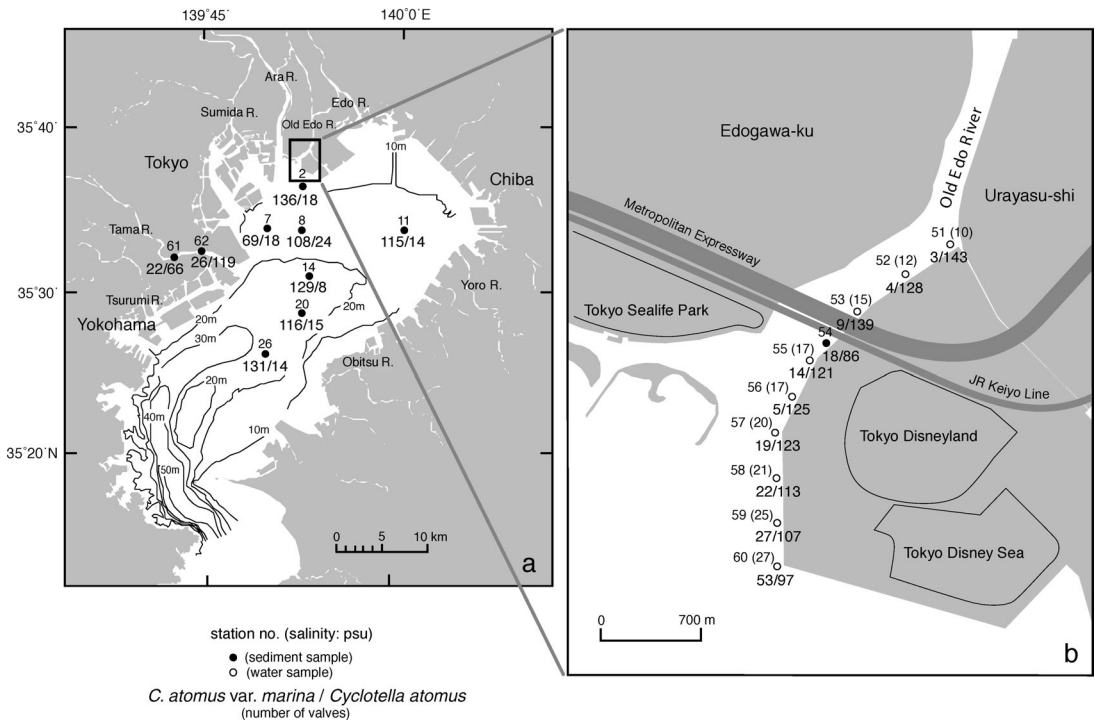 139°45′
140°0′E
Ara R.
Sumida R.
Edo R.
Old Edo R.
35°40′
10m
Tokyo
Chiba
2
136/18
7
69/18
8
108/24
11
115/14
Tama R.
61
22/66
62
26/119
14
129/8
35°30′
Tsurumi R.
20
116/15
20m
Yoro R.
Yokohama
20m
30m
26
131/14
Obitsu R.
20m
40m
10m
35°20′N
50m
0
10 km
a
Edogawa-ku
Old Edo River
Urayasu-shi
Metropolitan Expressway
51 (10)
3/143
52 (12)
4/128
53 (15)
9/139
Tokyo Sealife Park
54
18/86
55 (17)
14/121
JR Keiyo Line
56 (17)
5/125
57 (20)
19/123
Tokyo Disneyland
58 (21)
22/113
59 (25)
27/107
Tokyo Disney Sea
60 (27)
53/97
0
700 m
b
station no. (salinity: psu)
(sediment sample)
(water sample)
C. atomus var. marina / Cyclotella atomus
(number of valves)